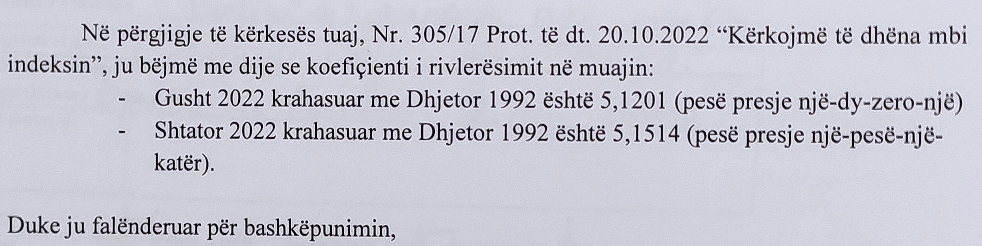 Në përgjigje të kërkesës tuaj, Nr. 305/17 Prot. të dt. 20.10.2022 “Kërkojmë të dhëna mbi
indeksin”, ju bëjmë me dije se koefiçienti i rivlerësimit në muajin:
- Gusht 2022 krahasuar me Dhjetor 1992 është 5,1201 (pesë presje një-dy-zero-një)
- Shtator 2022 krahasuar me Dhjetor 1992 është 5,1514 (pesë presje një-pesë-një-
katër).
Duke ju falënderuar për bashkëpunimin,